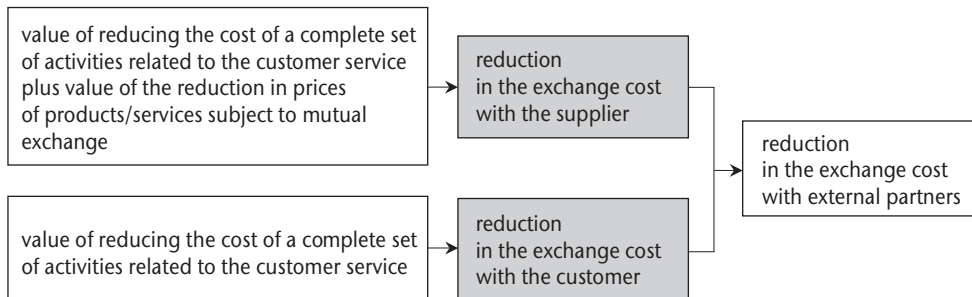 value of reducing the cost of a complete set
of activities related to the customer service
plus value of the reduction in prices
of products/services subject to mutual
exchange
reduction
in the exchange cost
with the supplier
reduction
in the exchange cost
with external partners
value of reducing the cost of a complete set
of activities related to the customer service
reduction
in the exchange cost
with the customer